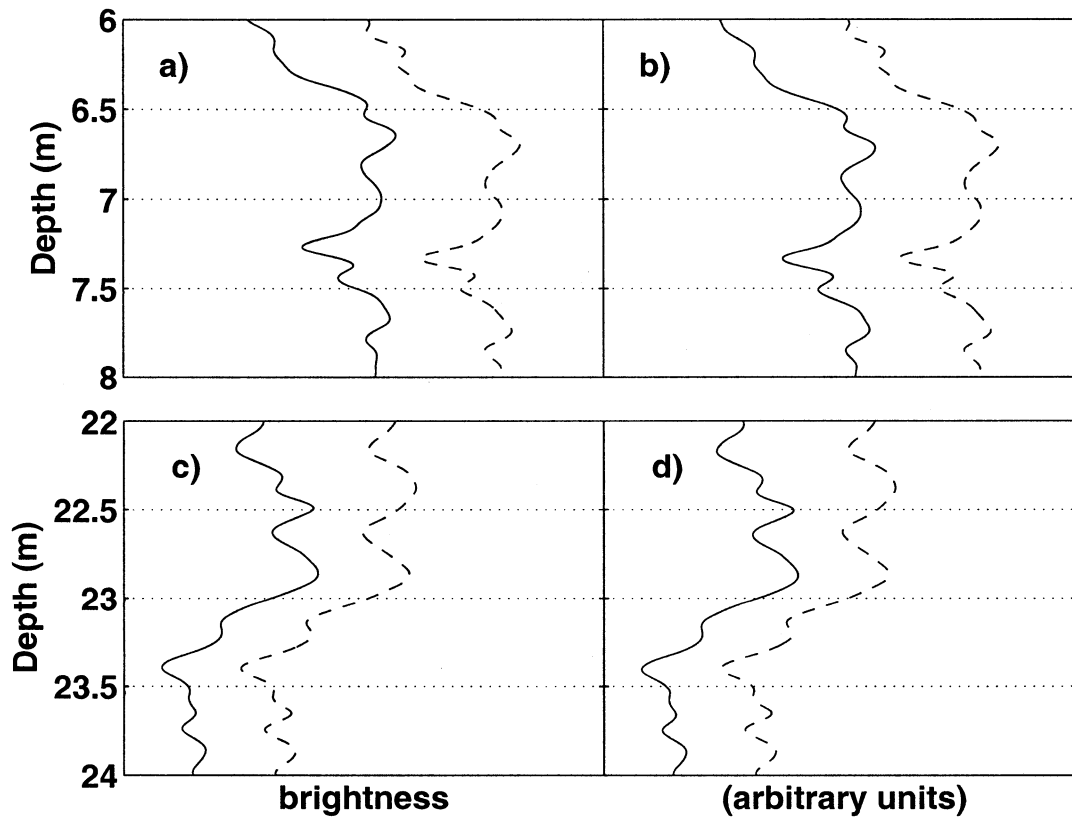 6
a)
b)
6.5
Depth (m)
7
7.5
8
22
c)
d)
22.5
Depth (m)
23
23.5
24
brightness
(arbitrary units)